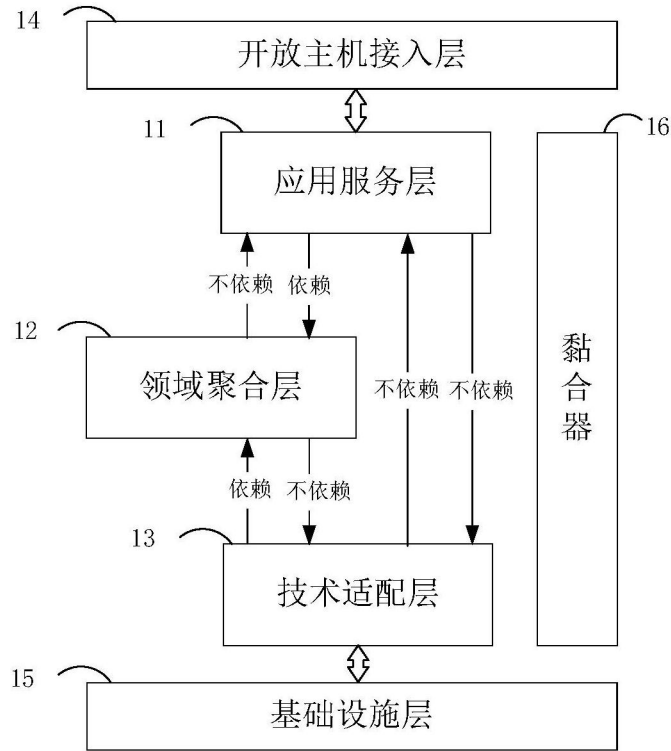 14
开放主机接入层
11
16
应用服务层
不依赖
依赖
12
领域聚合层
不依赖
不依赖
黏合器
依赖
不依赖
13
技术适配层
15
基础设施层